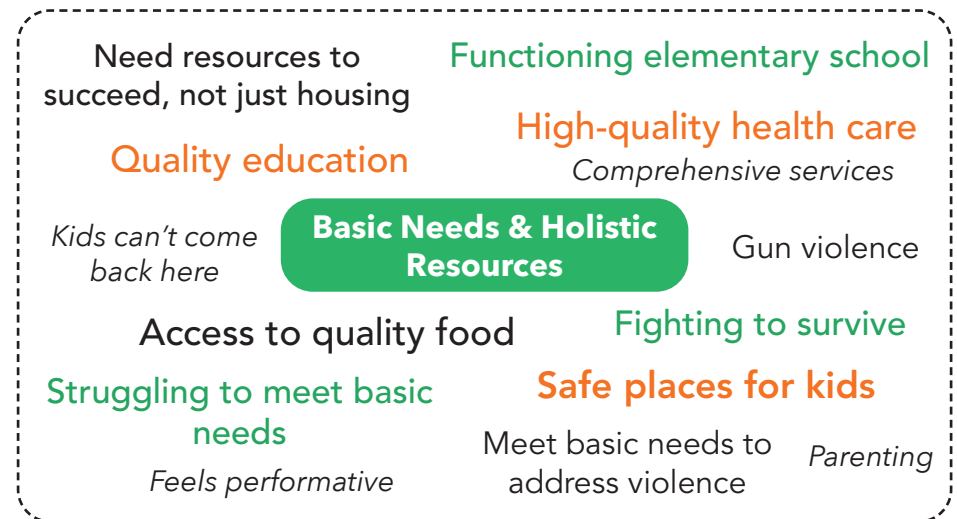 Need resources to
succeed, not just housing
Functioning elementary school
High-quality health care
Comprehensive services
Quality education
Kids can't come
back here
Basic Needs & Holistic
Resources
Gun violence
Access to quality food
Fighting to survive
Struggling to meet basic
needs
Safe places for kids
Feels performative
Meet basic needs to
address violence
Parenting